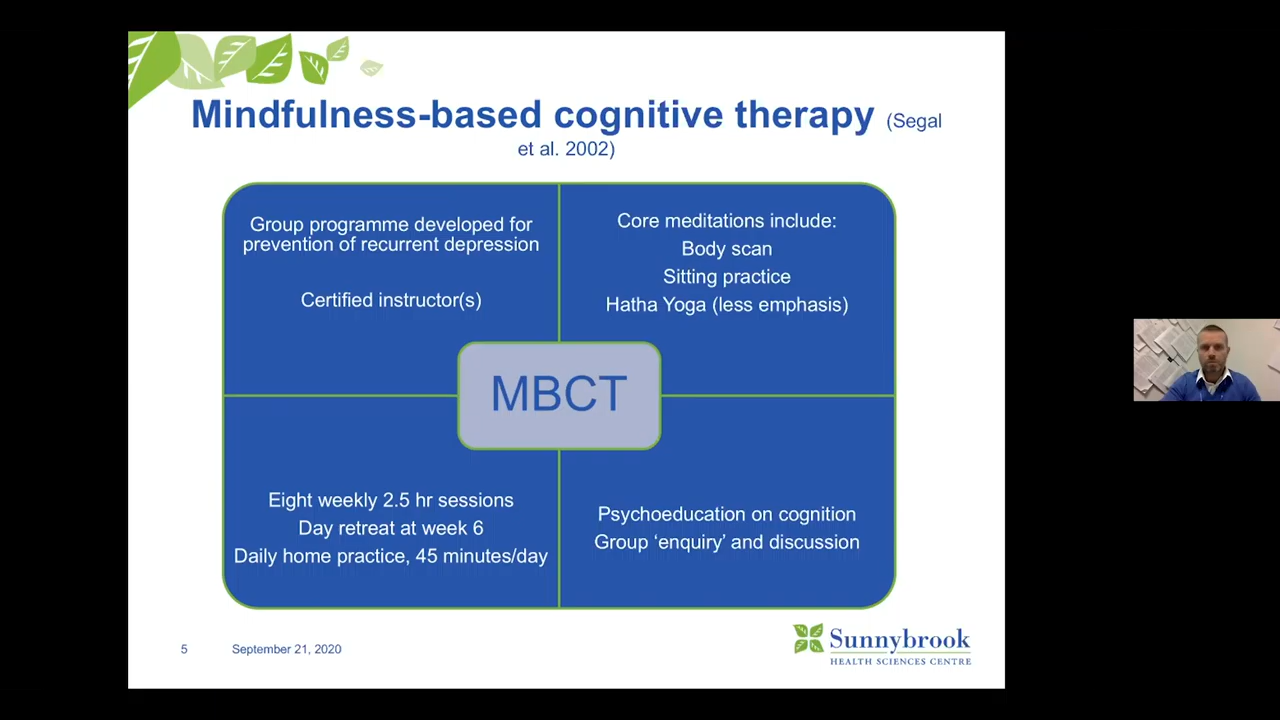 Mindfulness-based cognitive therapy (Segal
et al. 2002)
Group programme developed for
prevention of recurrent depression
Certified instructor(s)
Core meditations include:
Body scan
Sitting practice
Hatha Yoga (less emphasis)
MBCT
Eight weekly 2.5 hr sessions
Day retreat at week 6
Daily home practice, 45 minutes/day
Psychoeducation on cognition
Group ‘enquiry’ and discussion
5 September 21, 2020
Sunnybrook
HEALTH SCIENCES CENTRE